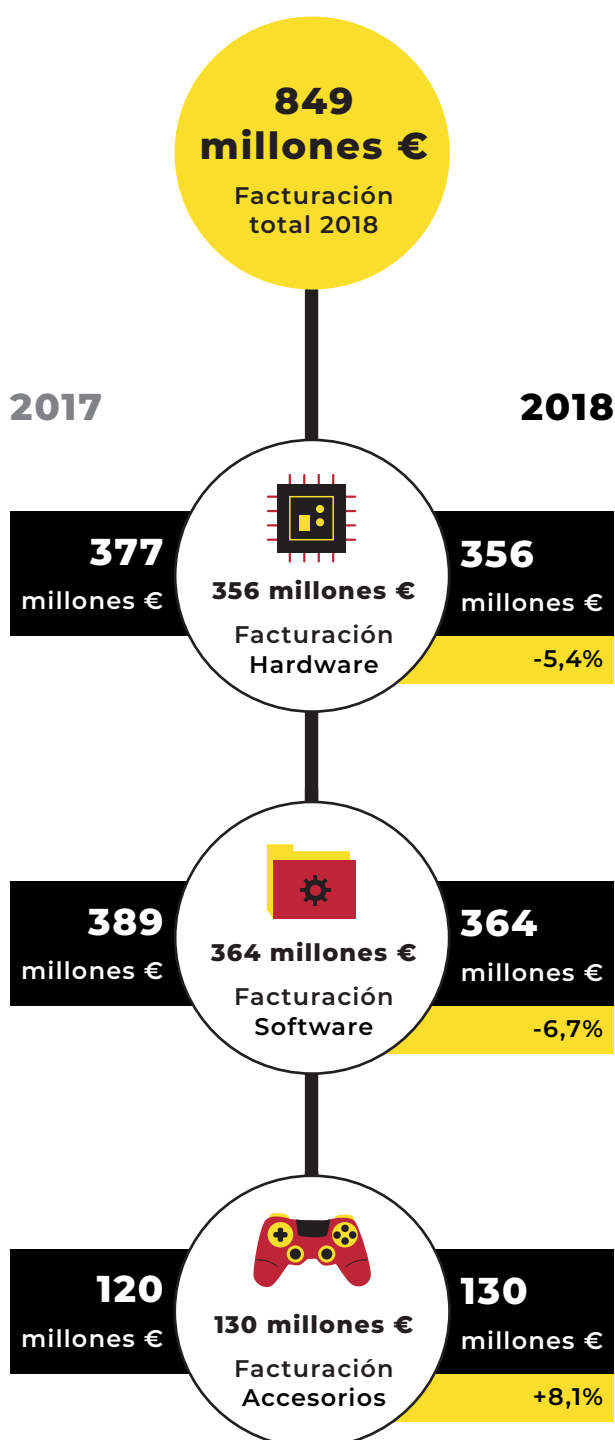 849
millones €
Facturación
total 2018
2017
2018
377
millones €
356 millones €
Facturación
Hardware
356
millones €
-5,4%
389
millones €
364 millones €
Facturación
Software
364
millones €
-6,7%
120
millones €
130 millones €
Facturación
Accesorios
130
millones €
+8,1%